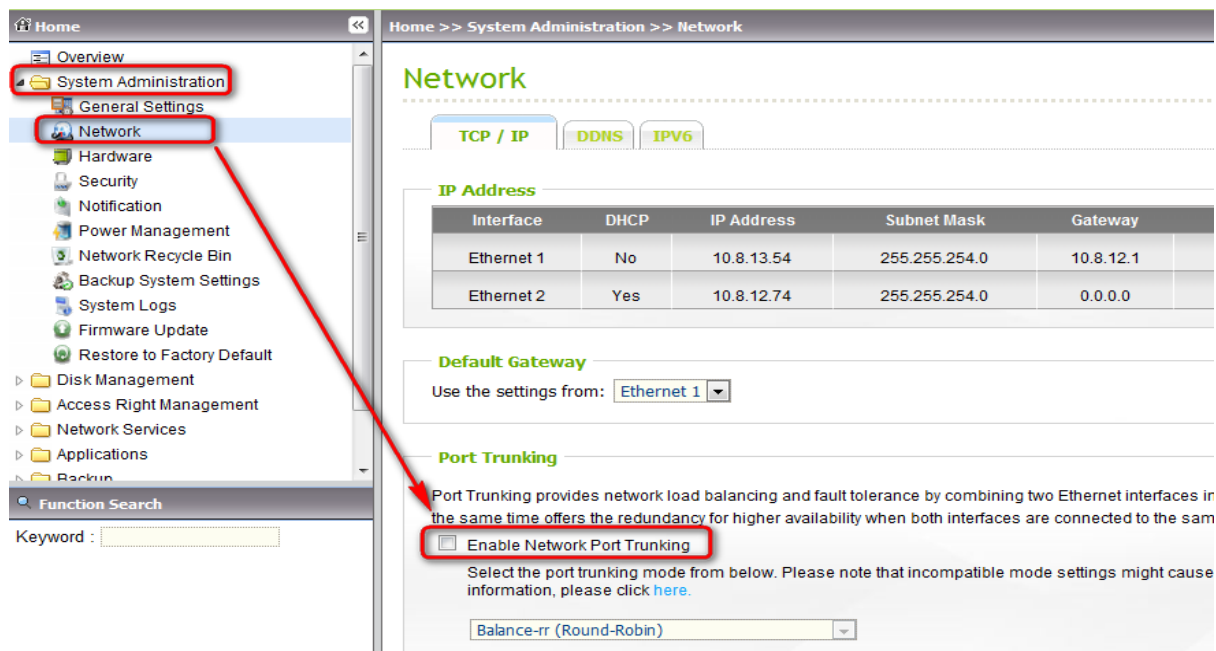 Home
Overview
System Administration
General Settings
Network
Hardware
Security
Notification
Power Management
Network Recycle Bin
Backup System Settings
System Logs
Firmware Update
Restore to Factory Default
Disk Management
Access Right Management
Network Services
Applications
Backup
Function Search
Keyword :
Home >> System Administration >> Network
Network
TCP / IP DDNS IPV6
IP Address
Interface DHCP IP Address Subnet Mask Gateway
Ethernet 1 No 10.8.13.54 255.255.254.0 10.8.12.1
Ethernet 2 Yes 10.8.12.74 255.255.254.0 0.0.0.0
Default Gateway
Use the settings from: Ethernet 1
Port Trunking
Port Trunking provides network load balancing and fault tolerance by combining two Ethernet interfaces in
the same time offers the redundancy for higher availability when both interfaces are connected to the sam
Enable Network Port Trunking
Select the port trunking mode from below. Please note that incompatible mode settings might cause
information, please click here.
Balance-rr (Round-Robin)